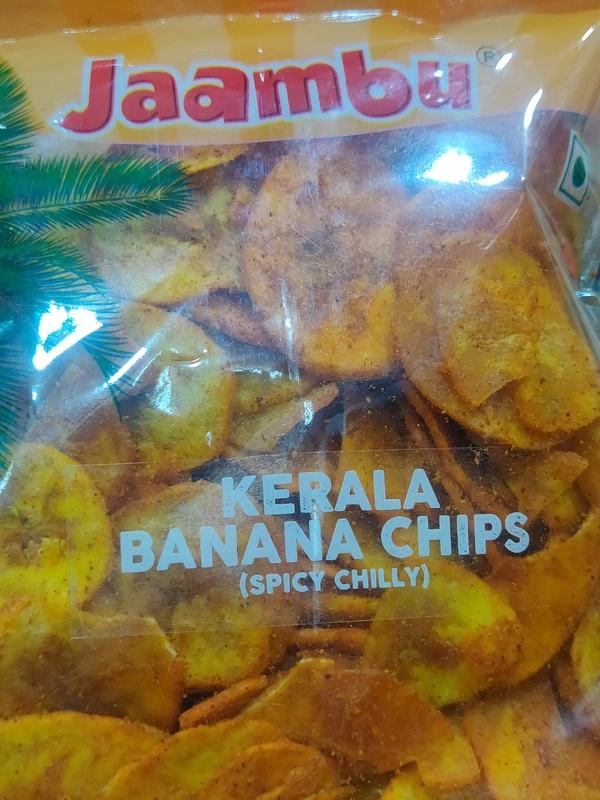 Jaambu®
KERALA
BANANA CHIPS
(SPICY CHILLY)